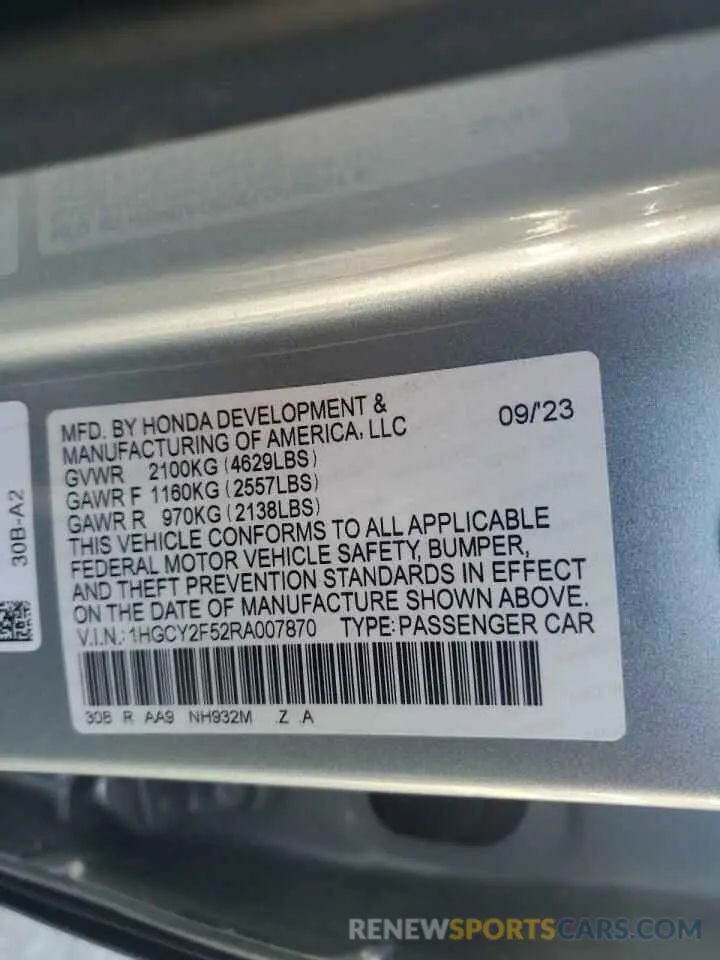 MFD. BY HONDA DEVELOPMENT & 09/'23
MANUFACTURING OF AMERICA, LLC
GVWR 2100KG (4629LBS)
GAWR F 1160KG (2557LBS)
GAWR R 970KG (2138LBS)
THIS VEHICLE CONFORMS TO ALL APPLICABLE
FEDERAL MOTOR VEHICLE SAFETY, BUMPER,
AND THEFT PREVENTION STANDARDS IN EFFECT
ON THE DATE OF MANUFACTURE SHOWN ABOVE.
V.I.N.: 1HGCY2F52RA007870 TYPE: PASSENGER CAR
30B R AA9 NH932M .Z .A
30B-A2
RENEWSPORTSCARS.COM